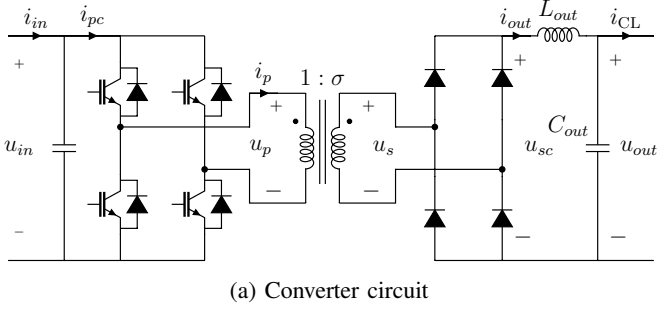 i_in i_pc i_out L_out i_CL
+ i_p 1 : σ + +
+ +
u_in u_p u_s u_sc C_out u_out
− − − − −
(a) Converter circuit